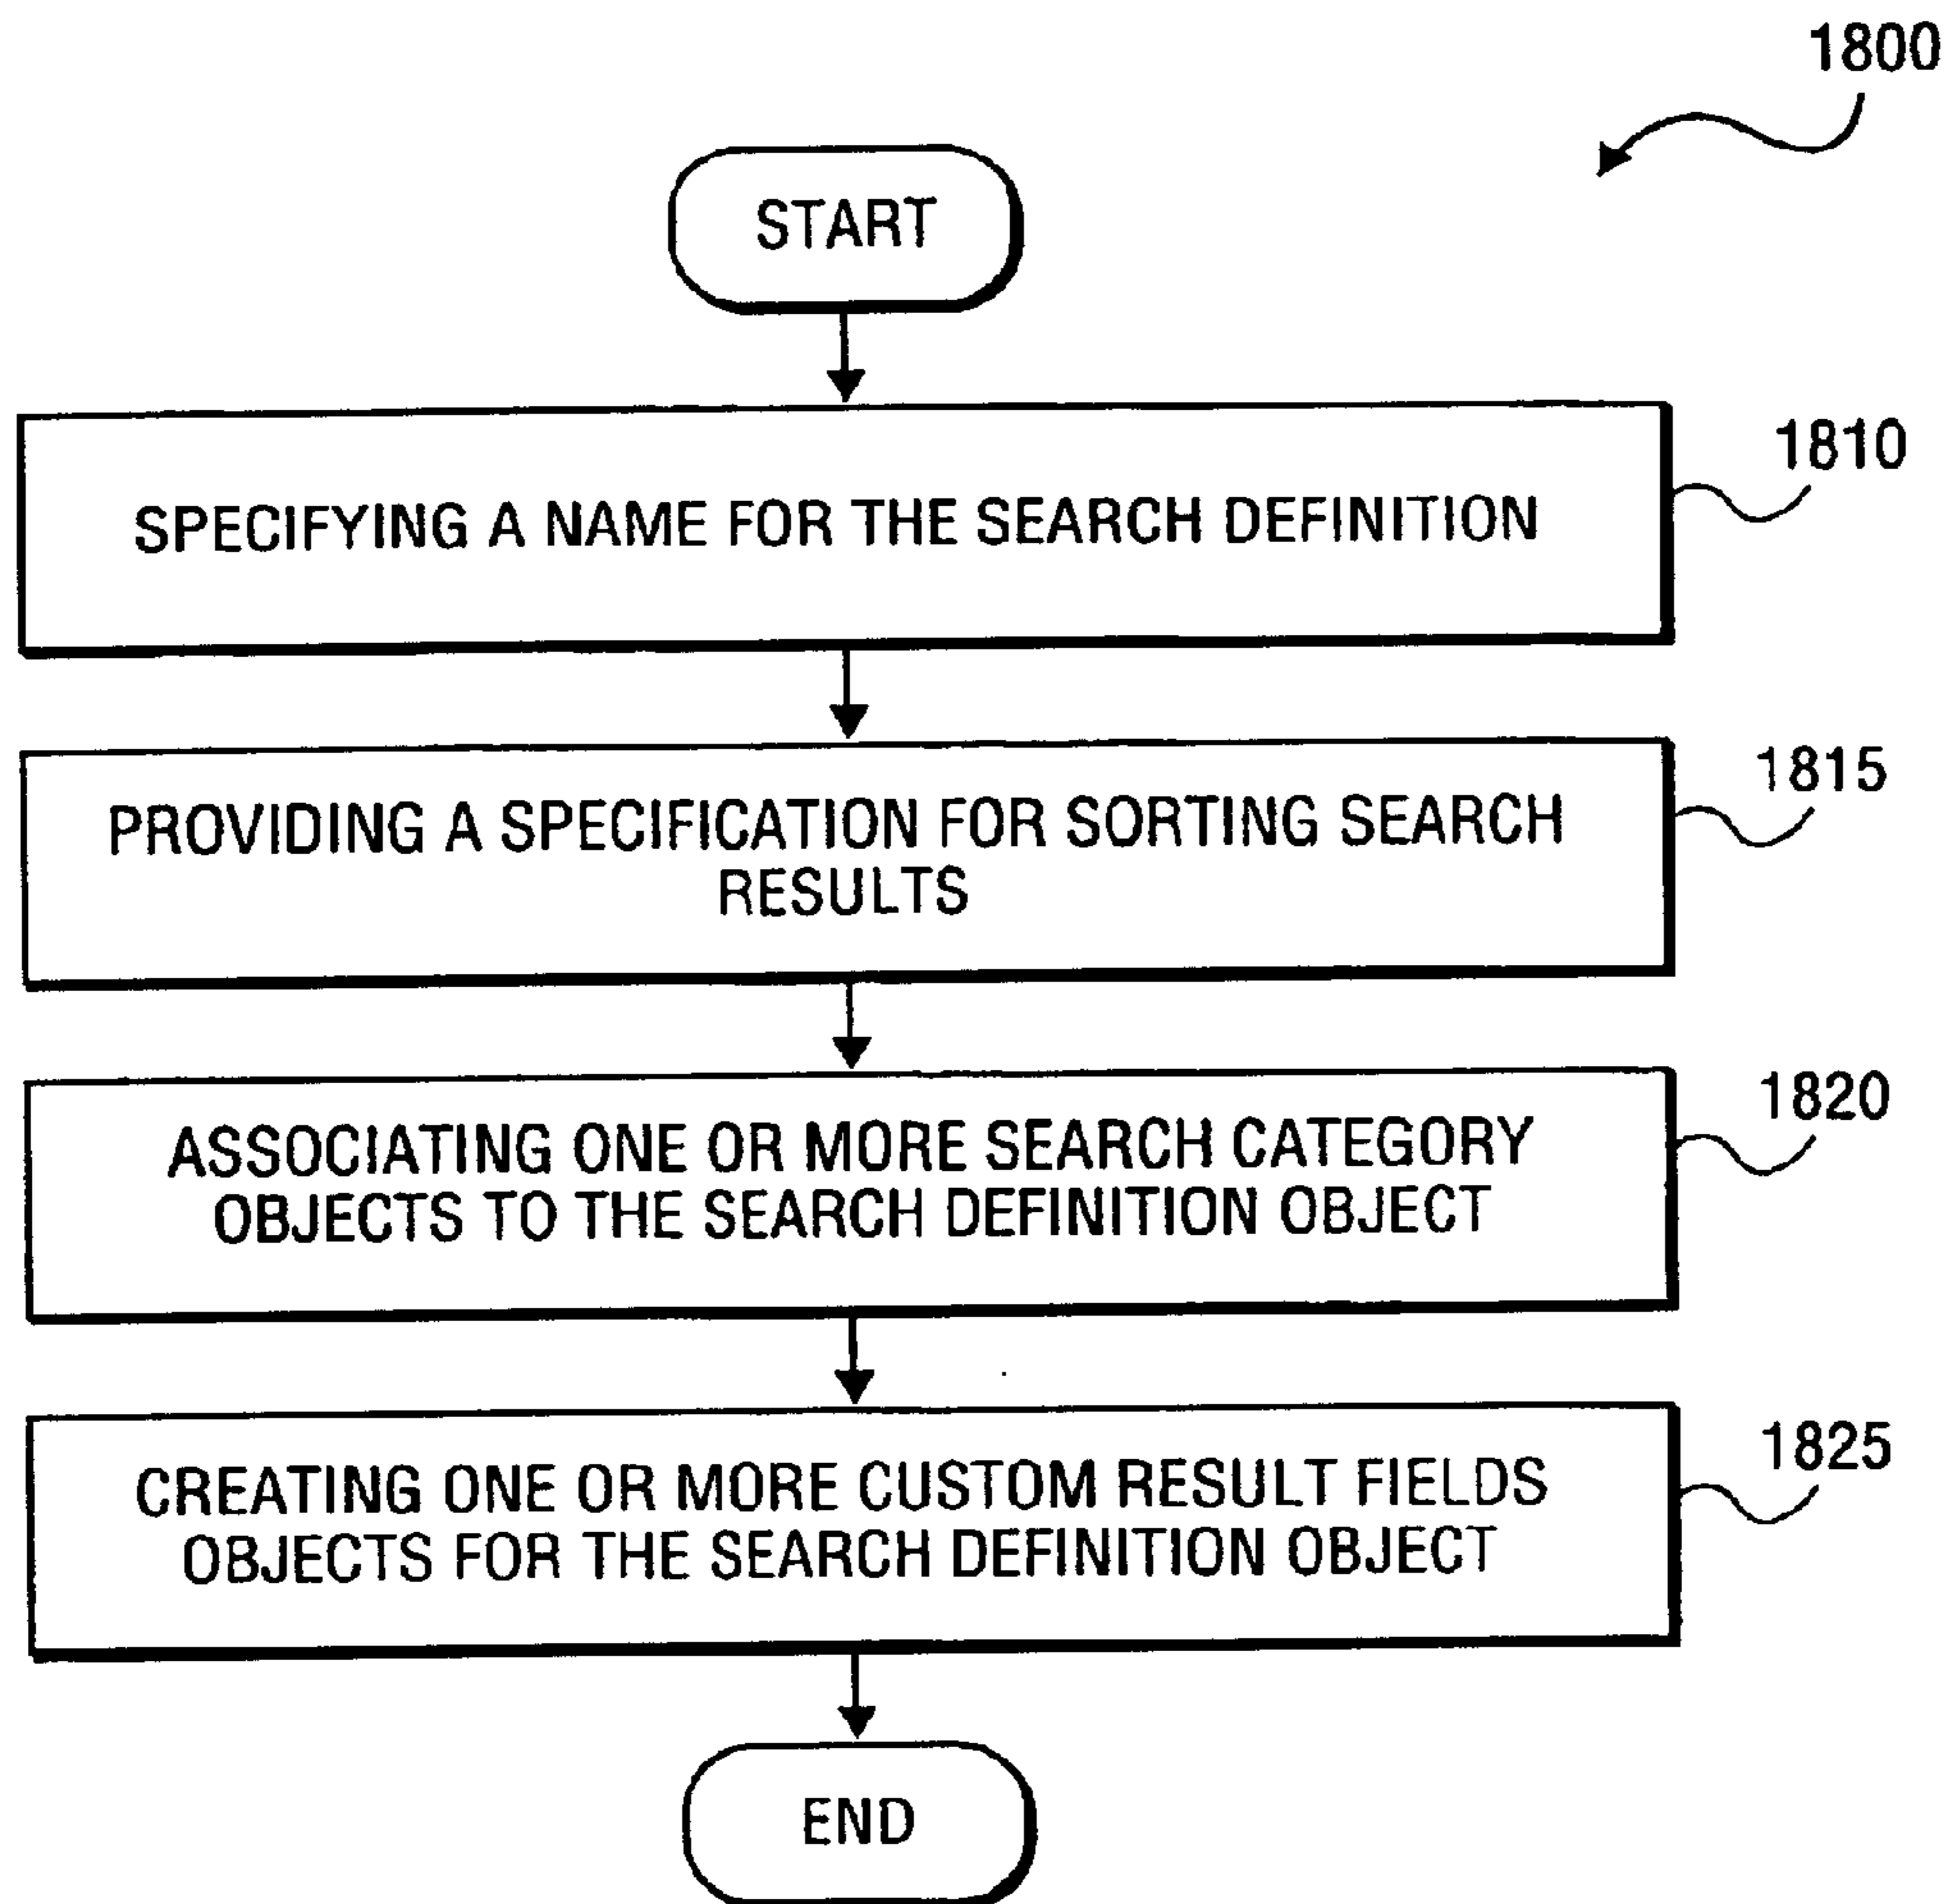 1800
START
SPECIFYING A NAME FOR THE SEARCH DEFINITION
1810
PROVIDING A SPECIFICATION FOR SORTING SEARCH
RESULTS
1815
ASSOCIATING ONE OR MORE SEARCH CATEGORY
OBJECTS TO THE SEARCH DEFINITION OBJECT
1820
CREATING ONE OR MORE CUSTOM RESULT FIELDS
OBJECTS FOR THE SEARCH DEFINITION OBJECT
1825
END